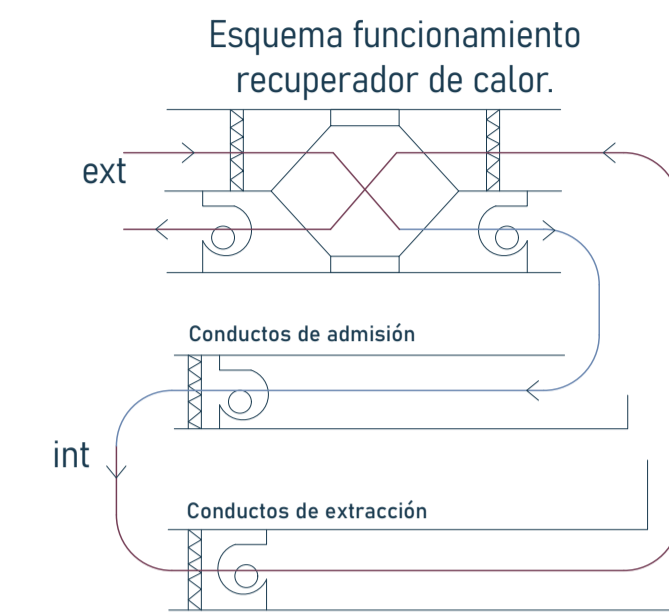 Esquema funcionamiento
recuperador de calor.
ext
Conductos de admisión
int
Conductos de extracción